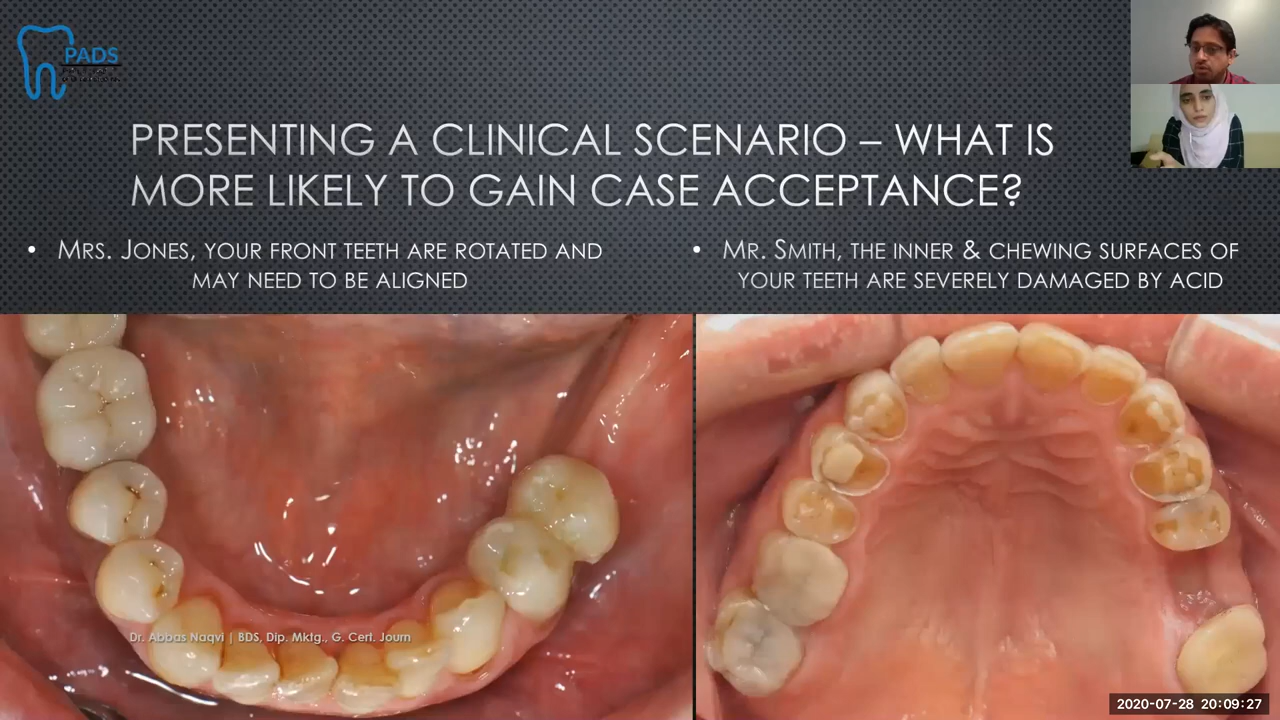 PADS
PRESENTING A CLINICAL SCENARIO – WHAT IS
MORE LIKELY TO GAIN CASE ACCEPTANCE?
• MRS. JONES, YOUR FRONT TEETH ARE ROTATED AND
MAY NEED TO BE ALIGNED
• MR. SMITH, THE INNER & CHEWING SURFACES OF
YOUR TEETH ARE SEVERELY DAMAGED BY ACID
Dr. Abbas Naqvi | BDS, Dip. Mktg., G. Cert. Journ
2020-07-28 20:09:27